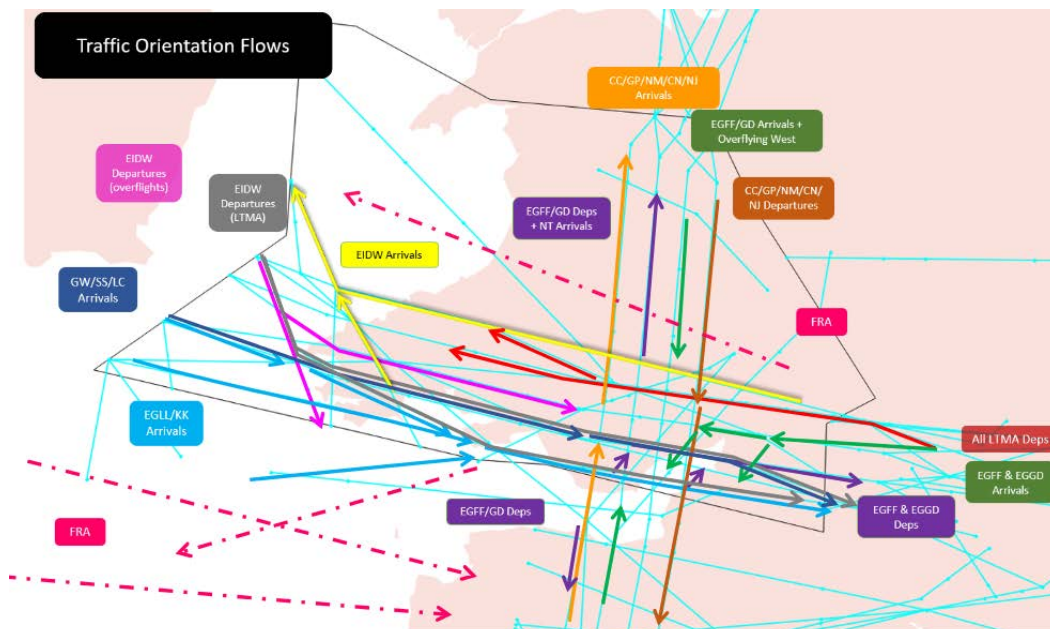 Traffic Orientation Flows
CC/GP/NM/CN/NJ
Arrivals
EGFF/GD Arrivals +
Overflying West
EIDW
Departures
(overflights)
EIDW
Departures
(LTMA)
EGFF/GD Deps
+ NT Arrivals
CC/GP/NM/CN/
NJ Departures
EIDW Arrivals
GW/SS/LC
Arrivals
FRA
EGLL/KK
Arrivals
All LTMA Deps
EGFF & EGGD
Arrivals
EGFF/GD Deps
EGFF & EGGD
Deps
FRA